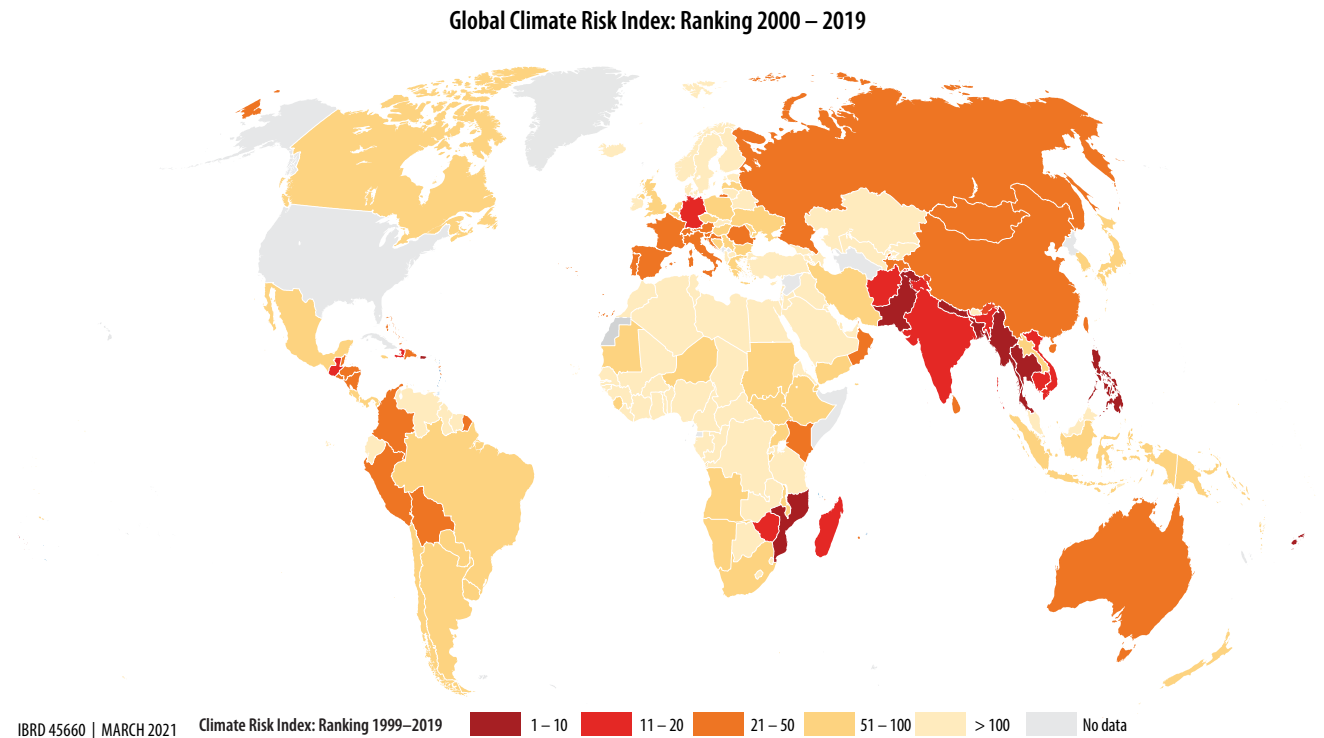 Global Climate Risk Index: Ranking 2000 – 2019
IBRD 45660 | MARCH 2021 Climate Risk Index: Ranking 1999–2019 1 – 10 11 – 20 21 – 50 51 – 100 > 100 No data